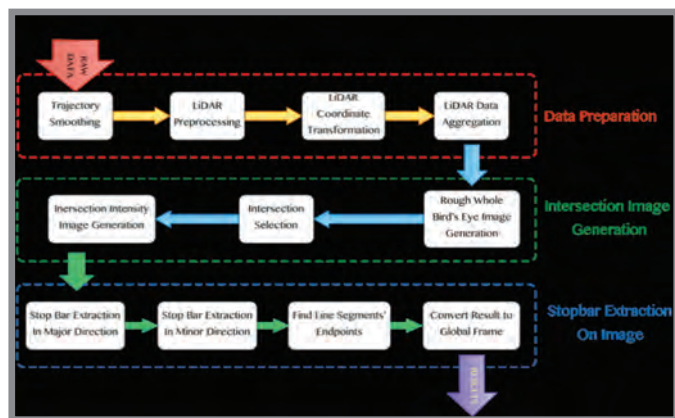 RAW
DATA
Trajectory
Smoothing
LiDAR
Preprocessing
LiDAR
Coordinate
Transformation
LiDAR Data
Aggregation
Data Preparation
Inersection Intensity
Image Generation
Intersection
Selection
Rough Whole
Bird's Eye Image
Generation
Intersection Image
Generation
Stop Bar Extraction
In Major Direction
Stop Bar Extraction
In Minor Direction
Find Line Segments'
Endpoints
Convert Result to
Global Frame
Stopbar Extraction
On Image
RESULTS